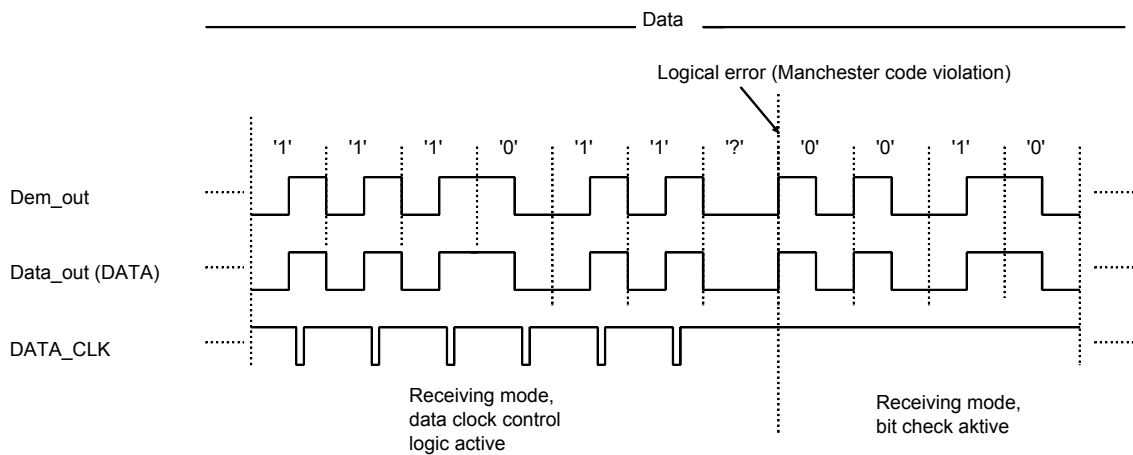 Data
Logical error (Manchester code violation)
'1' '1' '1' '0' '1' '1' '?' '0' '0' '1' '0'
Dem_out
Data_out (DATA)
DATA_CLK
Receiving mode,
data clock control
logic active
Receiving mode,
bit check aktive